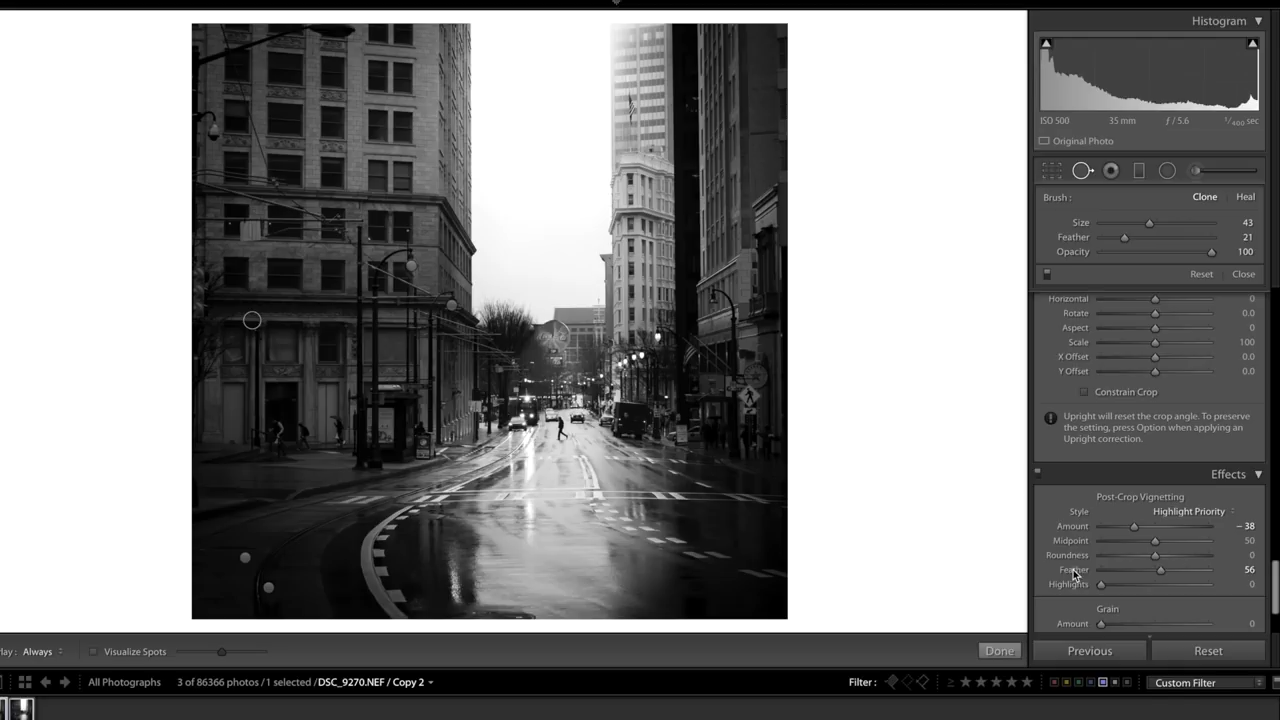 Histogram
ISO 500 35 mm ƒ / 5.6 1/400 sec
Original Photo
Brush : Clone Heal
Size 43
Feather 21
Opacity 100
Reset Close
Horizontal 0
Rotate 0.0
Aspect 0
Scale 100
X Offset 0.0
Y Offset 0.0
Constrain Crop
Upright will reset the crop angle. To preserve
the setting, press Option when applying an
Upright correction.
Effects
Post-Crop Vignetting
Style Highlight Priority
Amount – 38
Midpoint 50
Roundness 0
Feather 56
Highlights 0
Grain
Amount 0
lay : Always Visualize Spots Done
Previous Reset
All Photographs 3 of 86366 photos / 1 selected / DSC_9270.NEF / Copy 2 Filter : Custom Filter